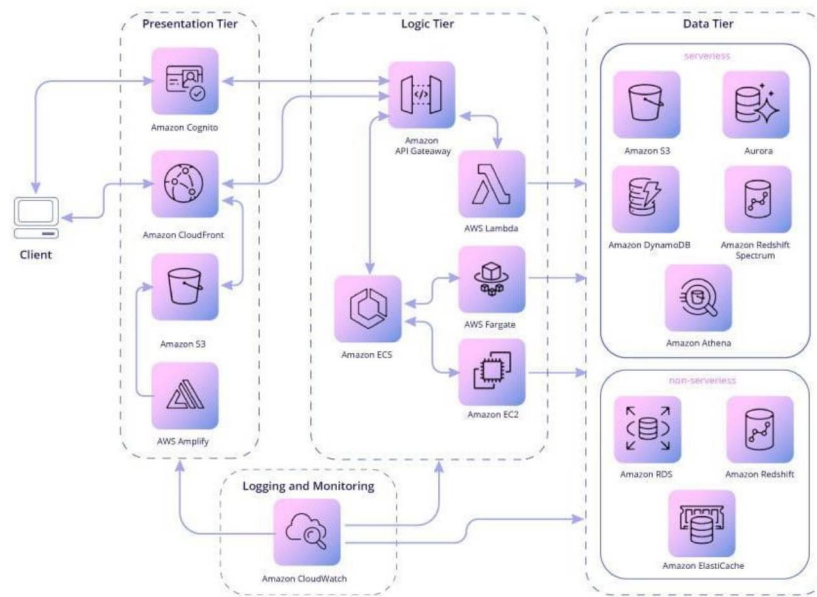 Presentation Tier
Logic Tier
Data Tier
serverless
Amazon Cognito
Amazon
API Gateaway
Amazon S3
Aurora
Client
Amazon CloudFront
AWS Lambda
Amazon DynamoDB
Amazon Redshift
Spectrum
Amazon S3
Amazon ECS
AWS Fargate
Amazon Athena
AWS Amplify
Amazon EC2
non-serverless
Amazon RDS
Amazon Redshift
Logging and Monitoring
Amazon CloudWatch
Amazon ElastiCache